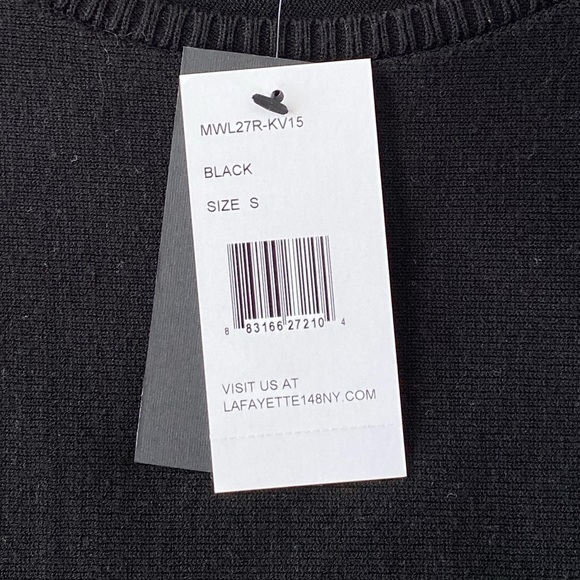 MWL27R-KV15
BLACK
SIZE S
8 83166 27210 4
VISIT US AT
LAFAYETTE148NY.COM